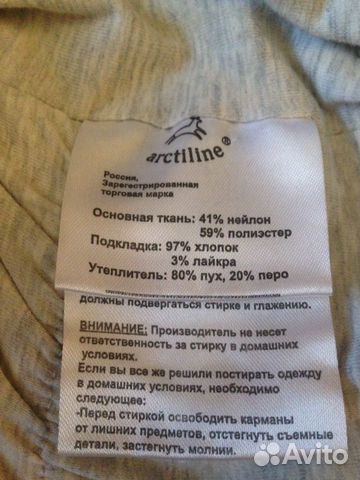 arctiline®
Россия,
Зарегестрированная
торговая марка
Основная ткань: 41% нейлон
59% полиэстер
Подкладка: 97% хлопок
3% лайкра
Утеплитель: 80% пух, 20% перо
должны подвергаться стирке и глажению.
ВНИМАНИЕ: Производитель не несет
ответственность за стирку в домашних
условиях.
Если вы все же решили постирать одежду
в домашних условиях, необходимо
следующее:
-Перед стиркой освободить карманы
от лишних предметов, отстегнуть съемные
детали, застегнуть молнии.
Avito